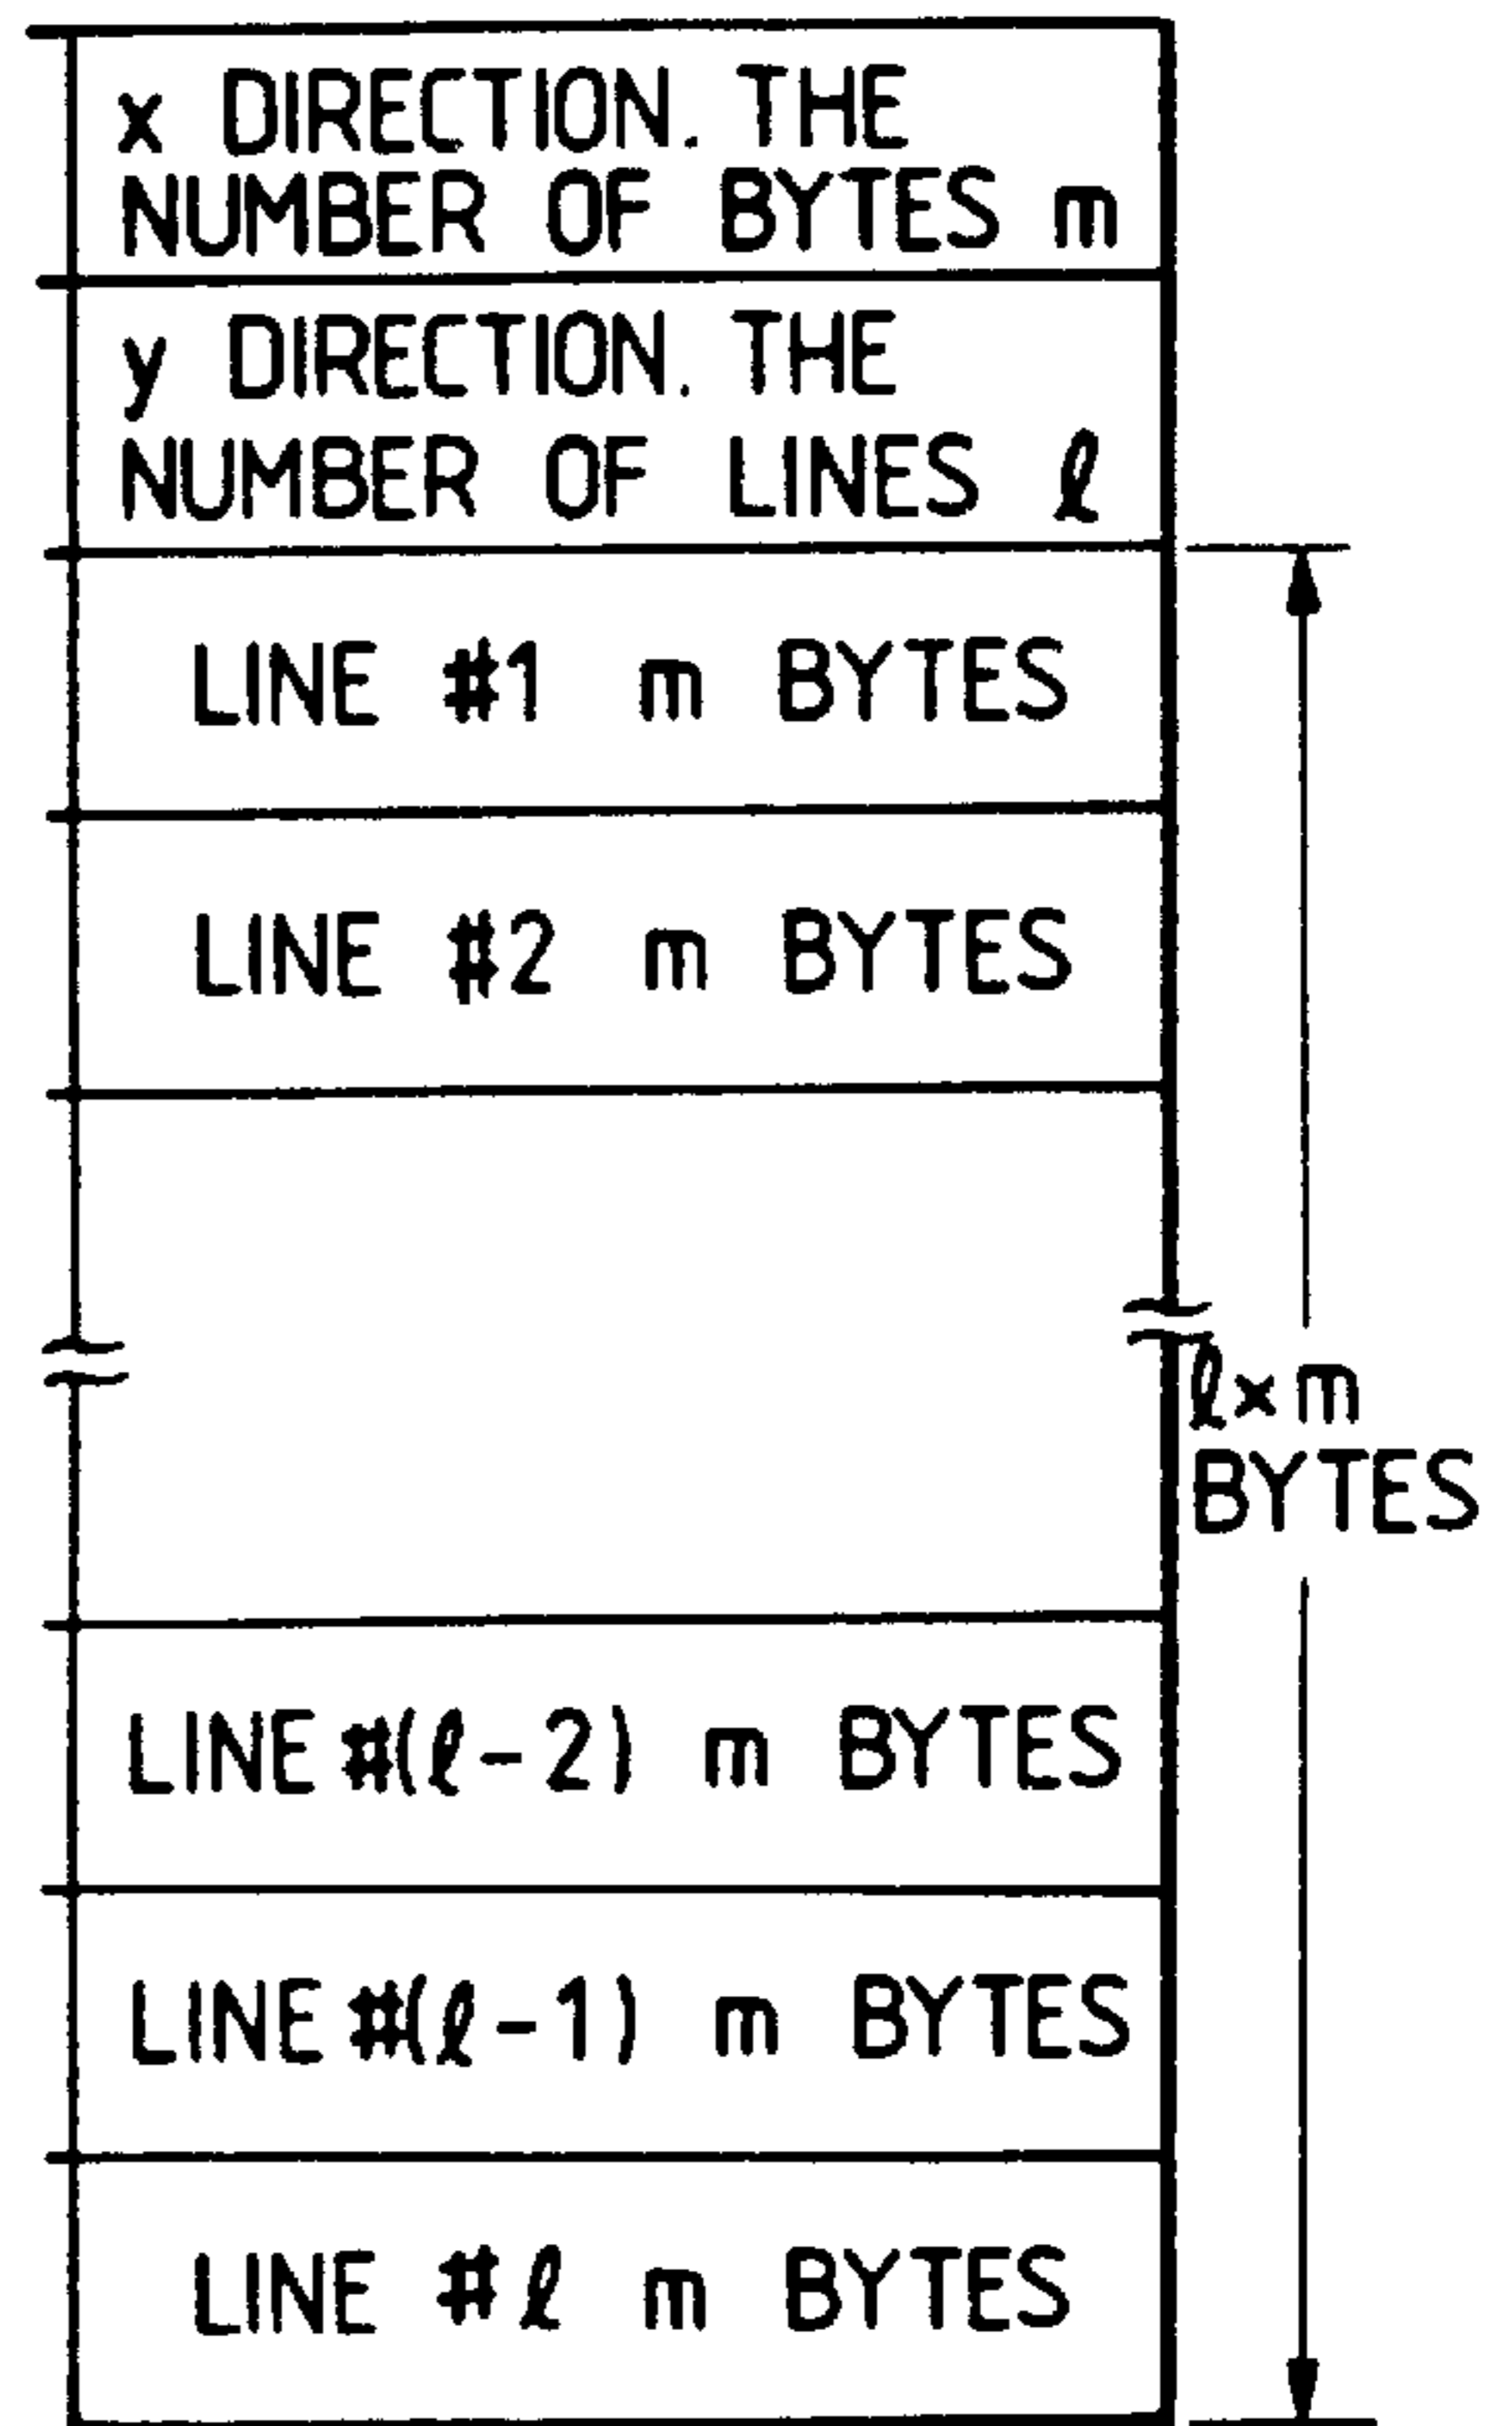 x DIRECTION. THE
NUMBER OF BYTES m
y DIRECTION. THE
NUMBER OF LINES ℓ
LINE #1 m BYTES
LINE #2 m BYTES
ℓ×m
BYTES
LINE #(ℓ-2) m BYTES
LINE #(ℓ-1) m BYTES
LINE #ℓ m BYTES